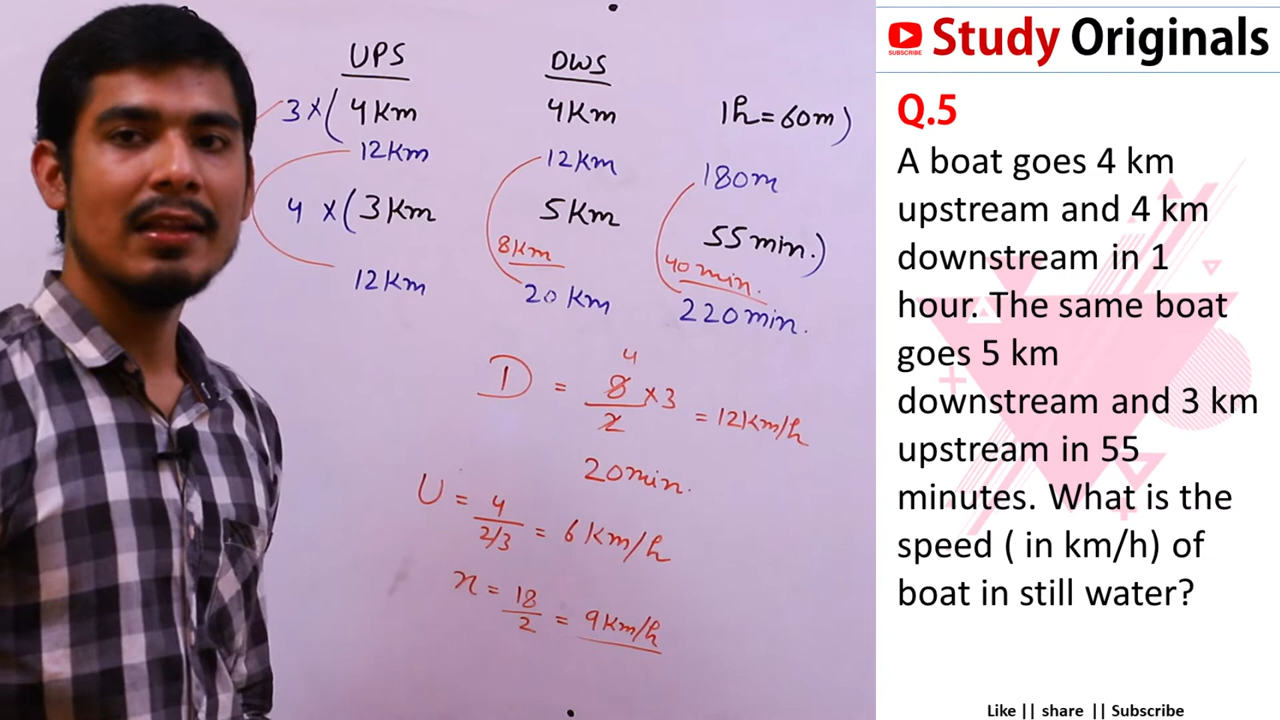 UPS DWS
3 × ( 4 Km 4 Km 1h = 60m )
12 Km 12 Km 180m
4 × ( 3 Km 5 Km 55 min. )
8 Km 40 min.
12 Km 20 Km 220 min.
4
D = 8 × 3 / 2 = 12 km/h
20 min.
U = 4 / 2/3 = 6 Km/h
x = 18 / 2 = 9 Km/h
SUBSCRIBE
Study Originals
Q.5
A boat goes 4 km
upstream and 4 km
downstream in 1
hour. The same boat
goes 5 km
downstream and 3 km
upstream in 55
minutes. What is the
speed ( in km/h) of
boat in still water?
Like || share || Subscribe